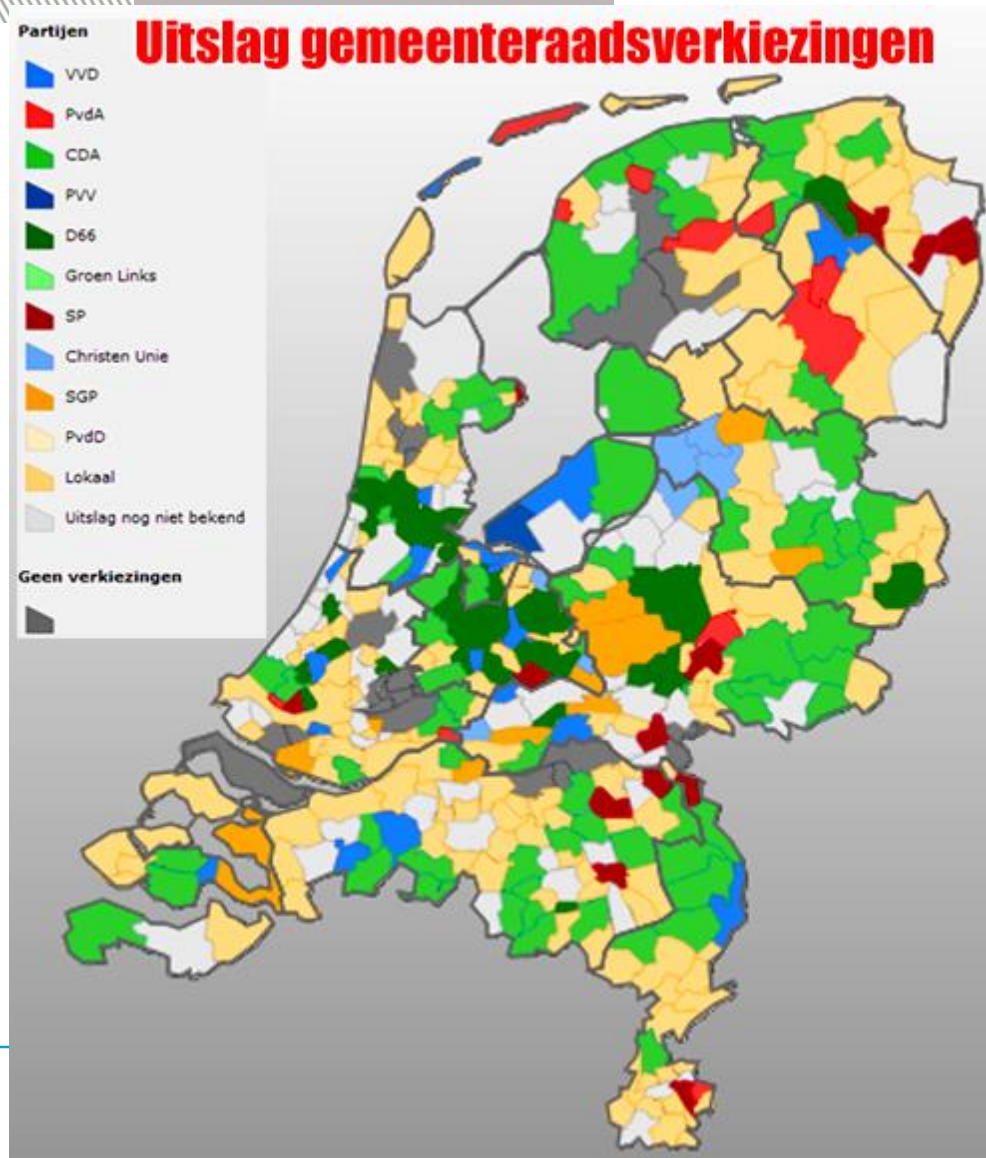 Uitslag gemeenteraadsverkiezingen
Partijen
VVD
PvdA
CDA
PVV
D66
Groen Links
SP
Christen Unie
SGP
PvdD
Lokaal
Uitslag nog niet bekend
Geen verkiezingen